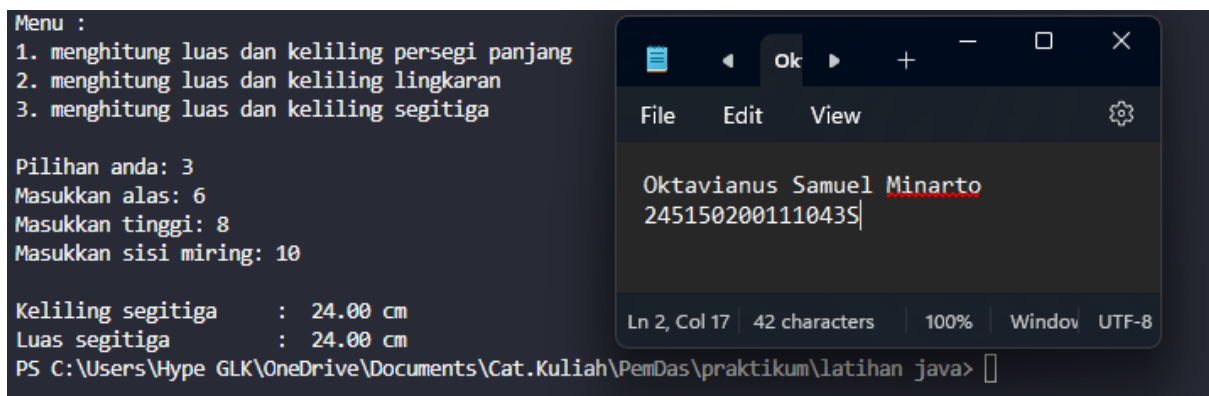 Menu :
1. menghitung luas dan keliling persegi panjang
2. menghitung luas dan keliling lingkaran
3. menghitung luas dan keliling segitiga
Pilihan anda: 3
Masukkan alas: 6
Masukkan tinggi: 8
Masukkan sisi miring: 10
Keliling segitiga : 24.00 cm
Luas segitiga : 24.00 cm
PS C:\Users\Hype GLK\OneDrive\Documents\Cat.Kuliah\PemDas\praktikum\latihan java>
Ok
File Edit View
Oktavianus Samuel Minarto
245150200111043S
Ln 2, Col 17 42 characters 100% Window UTF-8